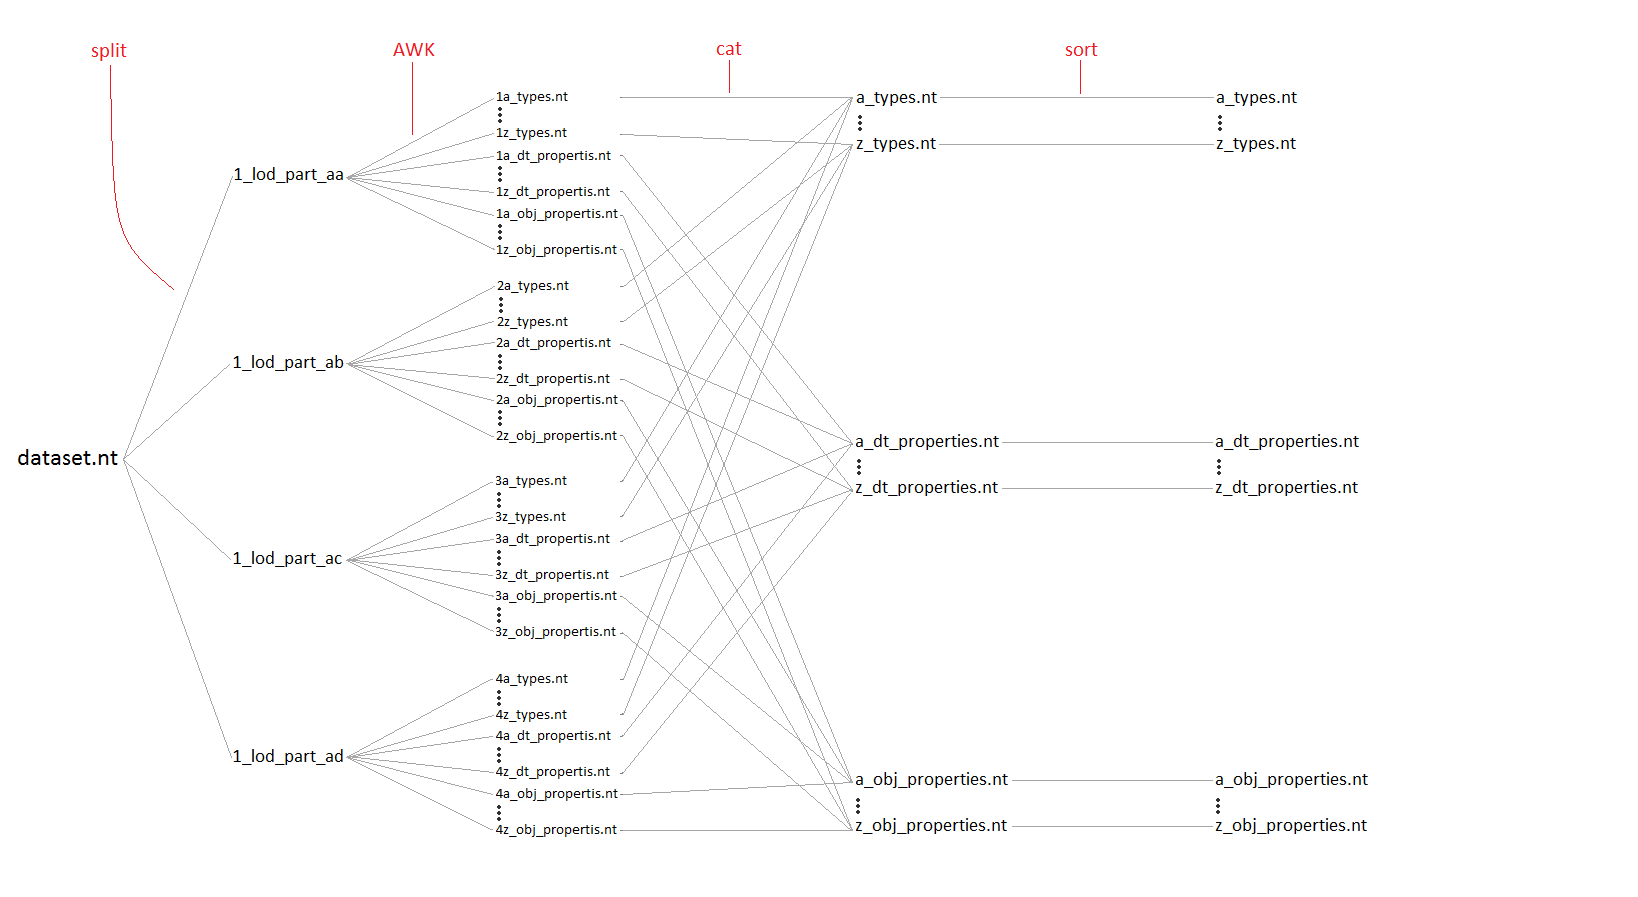 split
AWK
cat
sort
dataset.nt
1_lod_part_aa
1_lod_part_ab
1_lod_part_ac
1_lod_part_ad
1a_types.nt
1z_types.nt
1a_dt_propertis.nt
1z_dt_propertis.nt
1a_obj_propertis.nt
1z_obj_propertis.nt
2a_types.nt
2z_types.nt
2a_dt_propertis.nt
2z_dt_propertis.nt
2a_obj_propertis.nt
2z_obj_propertis.nt
3a_types.nt
3z_types.nt
3a_dt_propertis.nt
3z_dt_propertis.nt
3a_obj_propertis.nt
3z_obj_propertis.nt
4a_types.nt
4z_types.nt
4a_dt_propertis.nt
4z_dt_propertis.nt
4a_obj_propertis.nt
4z_obj_propertis.nt
a_types.nt
z_types.nt
a_dt_properties.nt
z_dt_properties.nt
a_obj_properties.nt
z_obj_properties.nt
a_types.nt
z_types.nt
a_dt_properties.nt
z_dt_properties.nt
a_obj_properties.nt
z_obj_properties.nt